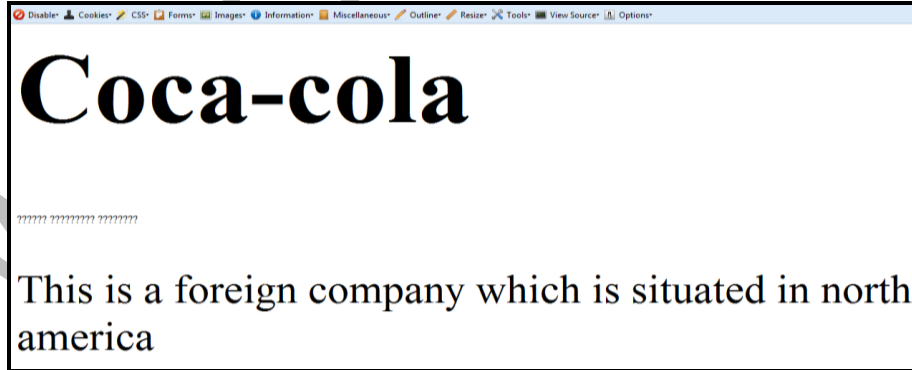 Disable Cookies CSS Forms Images Information Miscellaneous Outline Resize Tools View Source Options
Coca-cola
?????? ????????? ????????
This is a foreign company which is situated in north
america